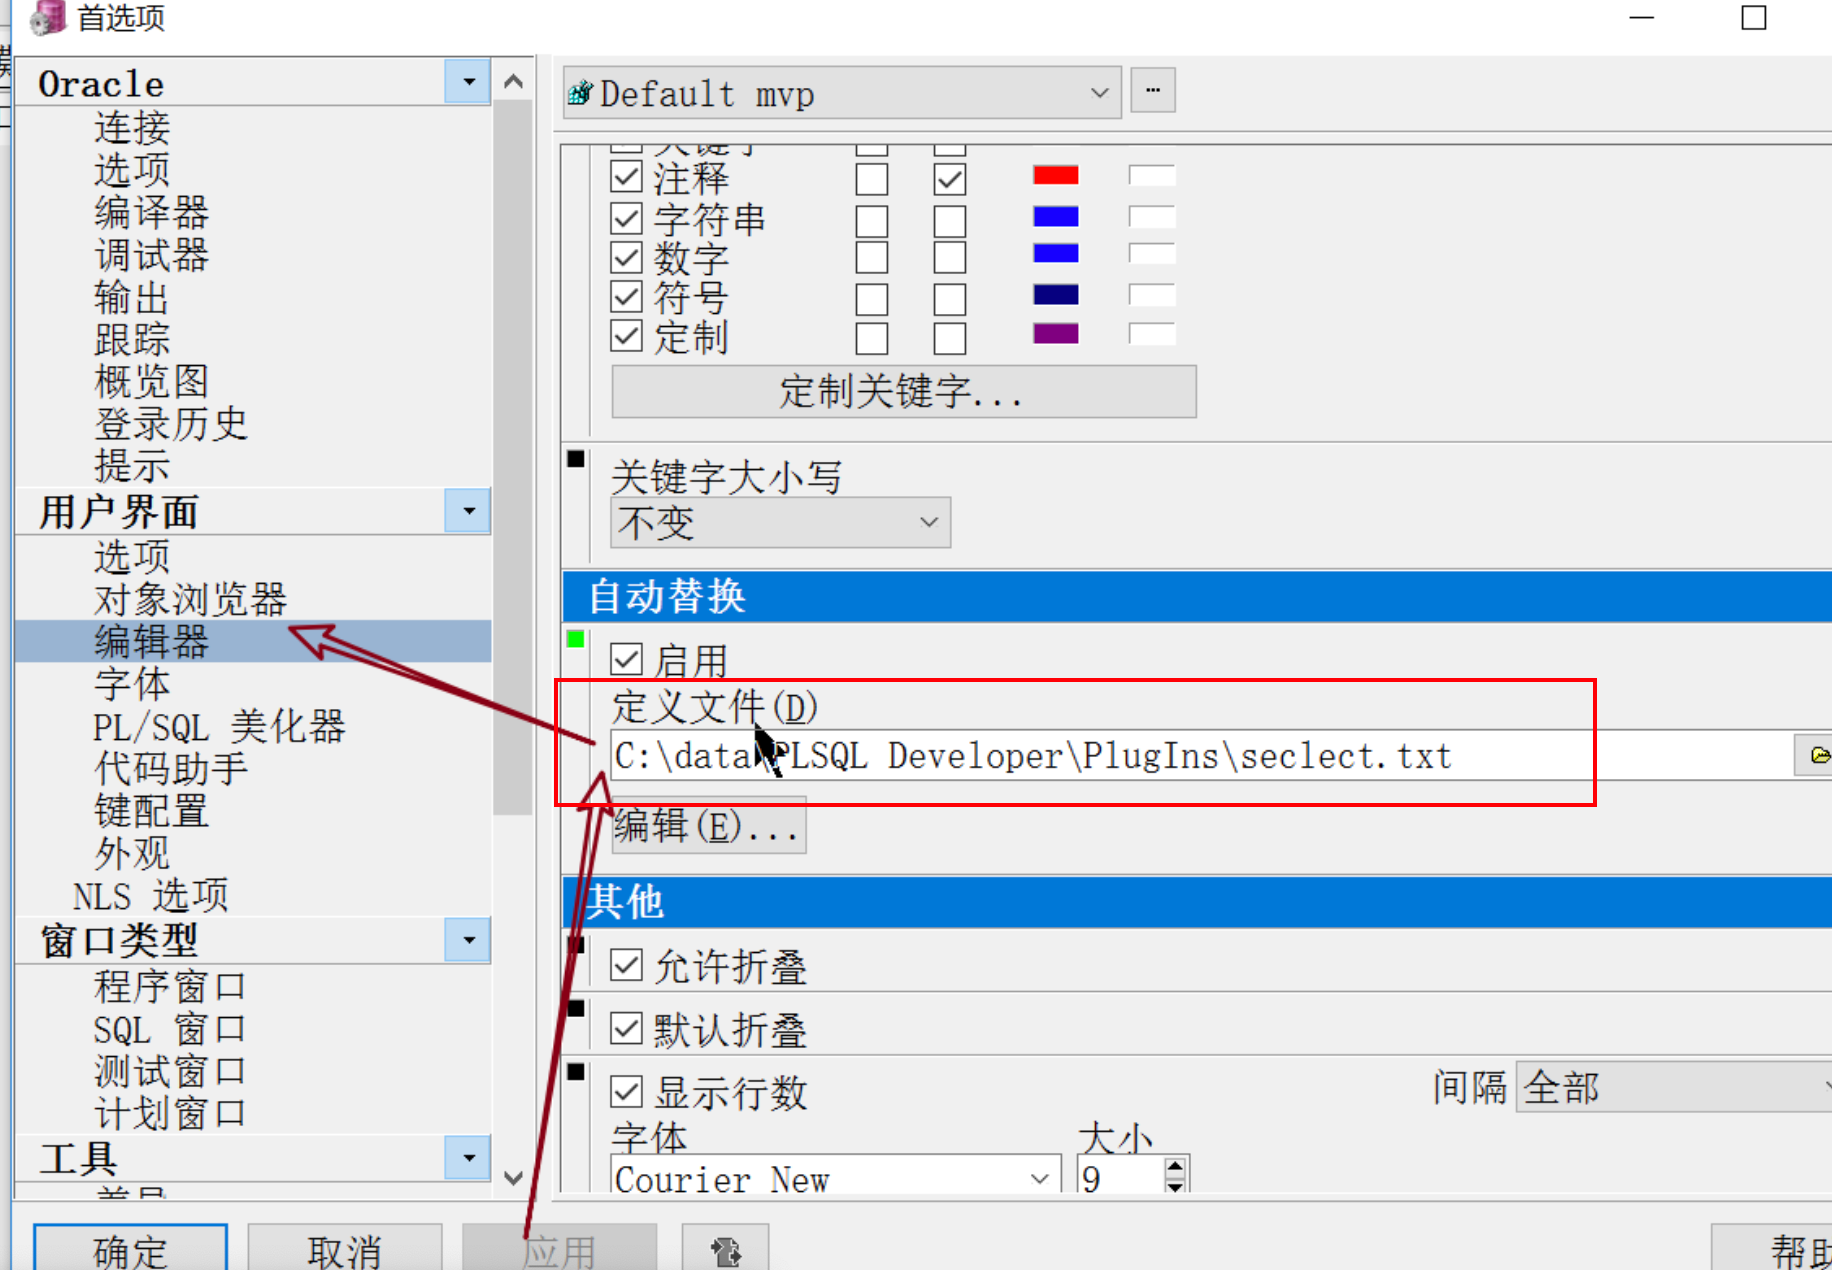 首选项
Oracle
连接
选项
编译器
调试器
输出
跟踪
概览图
登录历史
提示
用户界面
选项
对象浏览器
编辑器
字体
PL/SQL 美化器
代码助手
键配置
外观
NLS 选项
窗口类型
程序窗口
SQL 窗口
测试窗口
计划窗口
工具
差异
Default mvp
...
关键字
注释
字符串
数字
符号
定制
定制关键字...
关键字大小写
不变
自动替换
启用
定义文件(D)
C:\data\PLSQL Developer\PlugIns\seclect.txt
编辑(E)...
其他
允许折叠
默认折叠
显示行数
间隔 全部
字体 大小
Courier New 9
确定 取消 应用 帮助